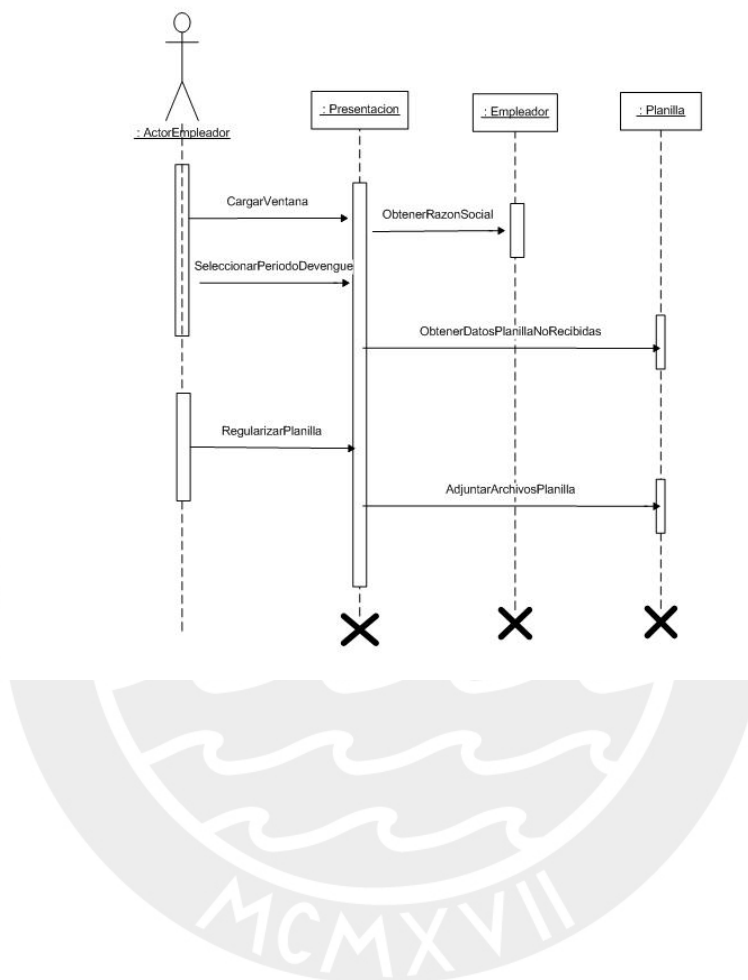 : ActorEmpleador
: Presentacion
: Empleador
: Planilla
CargarVentana
ObtenerRazonSocial
SeleccionarPeriodoDevengue
ObtenerDatosPlanillaNoRecibidas
RegularizarPlanilla
AdjuntarArchivosPlanilla
MCMXVII